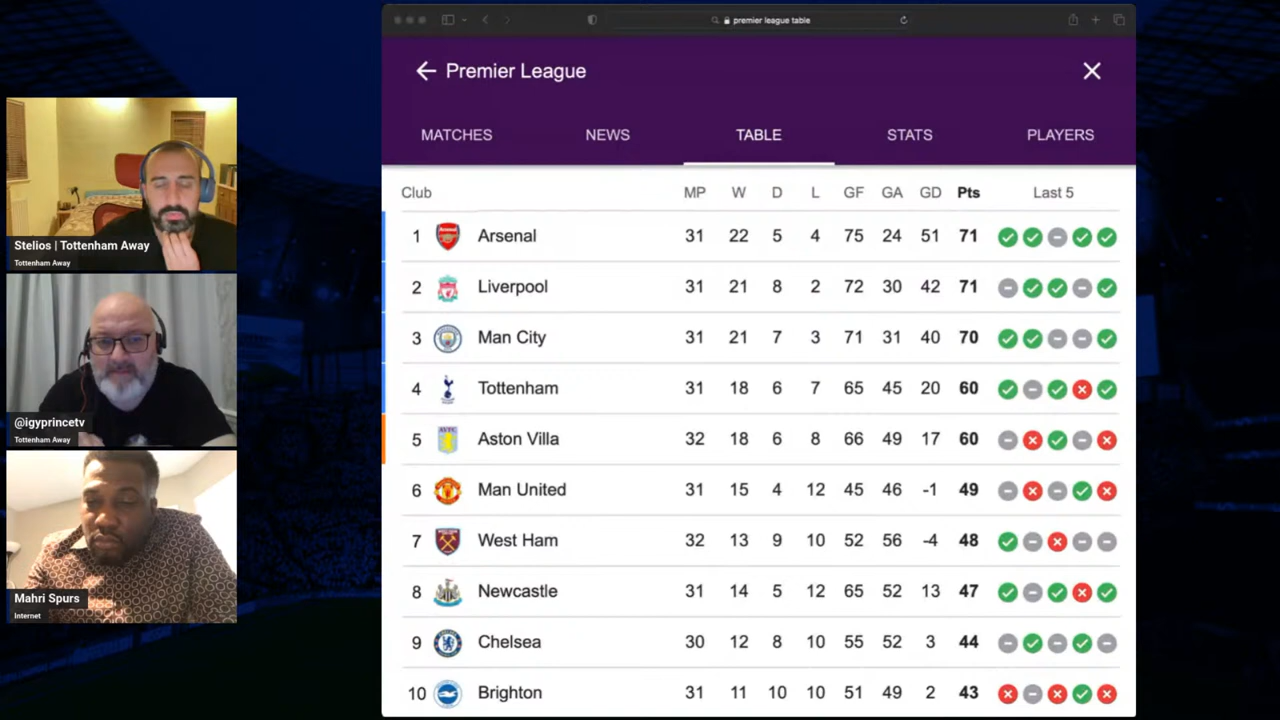 premier league table
Premier League
MATCHES NEWS TABLE STATS PLAYERS
Club MP W D L GF GA GD Pts Last 5
1 Arsenal 31 22 5 4 75 24 51 71
2 Liverpool 31 21 8 2 72 30 42 71
3 Man City 31 21 7 3 71 31 40 70
4 Tottenham 31 18 6 7 65 45 20 60
5 Aston Villa 32 18 6 8 66 49 17 60
6 Man United 31 15 4 12 45 46 -1 49
7 West Ham 32 13 9 10 52 56 -4 48
8 Newcastle 31 14 5 12 65 52 13 47
9 Chelsea 30 12 8 10 55 52 3 44
10 Brighton 31 11 10 10 51 49 2 43
Stelios | Tottenham Away
Tottenham Away
@igyprincetv
Tottenham Away
Mahri Spurs
Internet